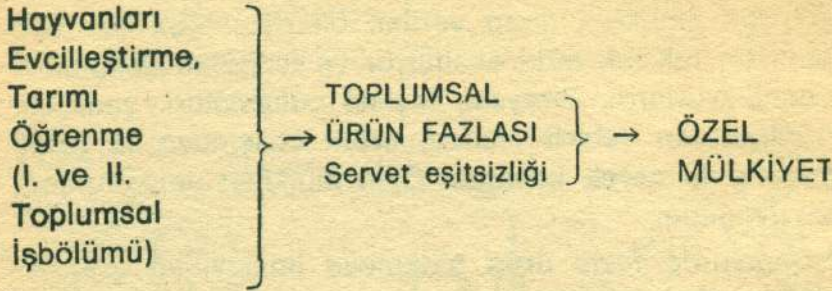 Hayvanları
Evcilleştirme,
Tarımı
Öğrenme
(I. ve II.
Toplumsal
İşbölümü)
→ TOPLUMSAL
ÜRÜN FAZLASI
Servet eşitsizliği
→ ÖZEL
MÜLKİYET